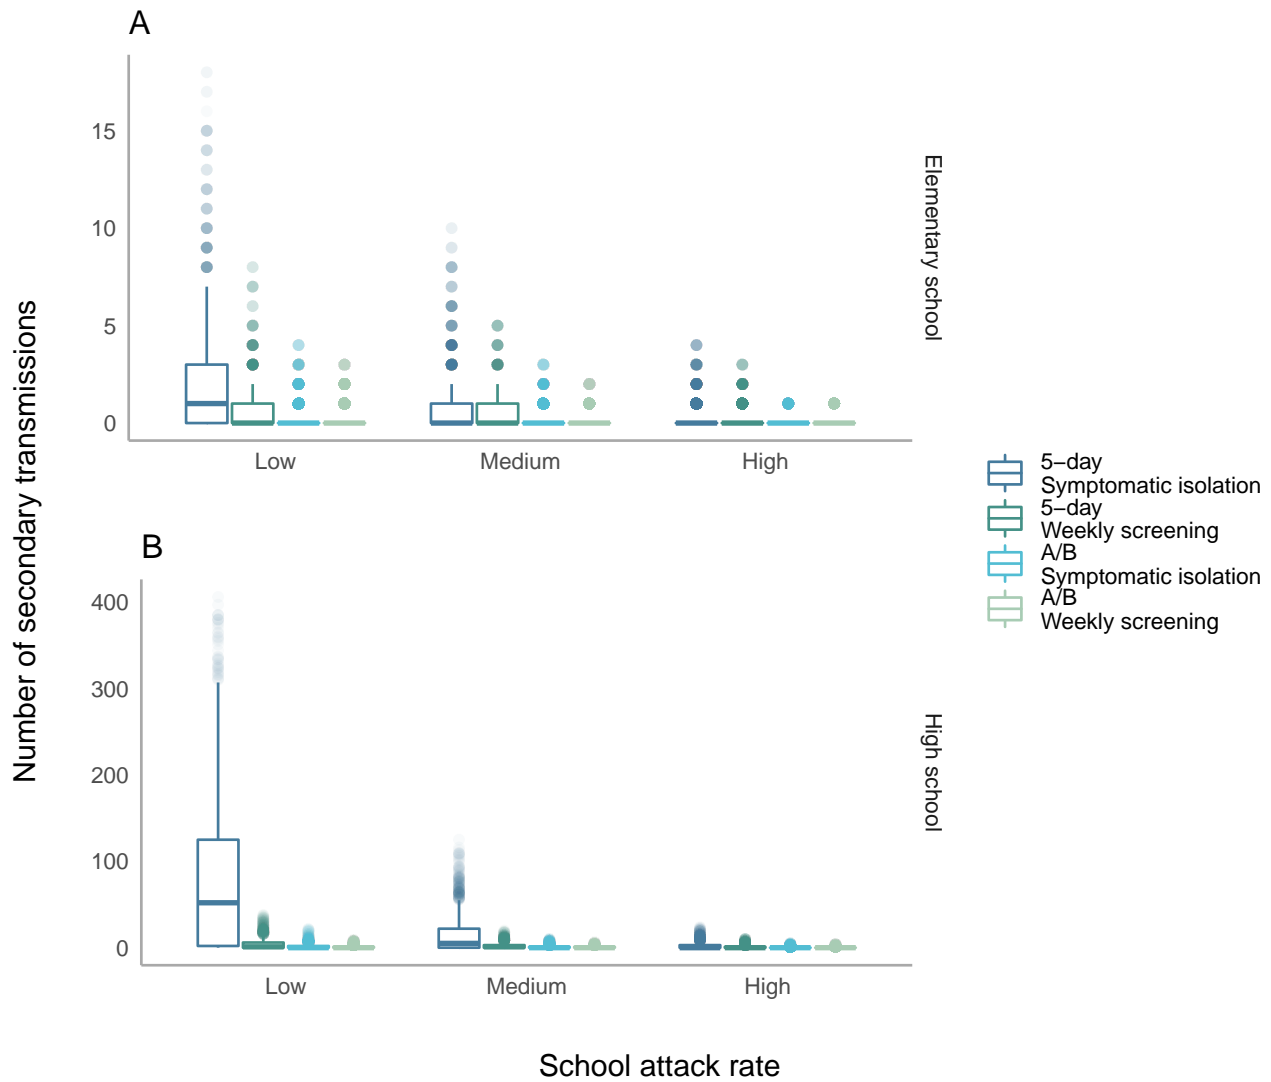 A
15
10
5
0
Low Medium High
Elementary school
Number of secondary transmissions
5−day
Symptomatic isolation
5−day
Weekly screening
A/B
Symptomatic isolation
A/B
Weekly screening
B
400
300
200
100
0
Low Medium High
High school
School attack rate